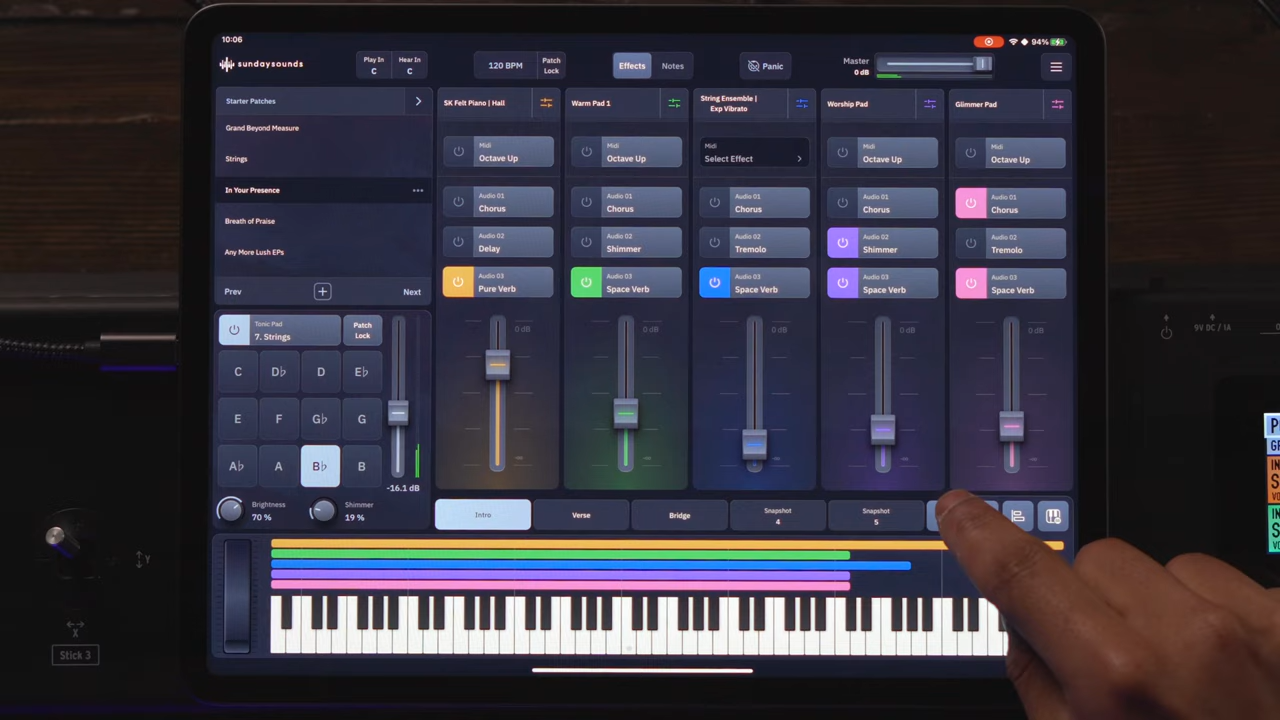 10:06
94%
sundaysounds
Play In
C
Hear In
C
120 BPM
Patch
Lock
Effects
Notes
Panic
Master
0 dB
Starter Patches
Grand Beyond Measure
Strings
In Your Presence
Breath of Praise
Any More Lush EPs
Prev
Next
SK Felt Piano | Hall
Warm Pad 1
String Ensemble |
Exp Vibrato
Worship Pad
Glimmer Pad
Midi
Octave Up
Midi
Octave Up
Midi
Select Effect
Midi
Octave Up
Midi
Octave Up
Audio 01
Chorus
Audio 01
Chorus
Audio 01
Chorus
Audio 01
Chorus
Audio 01
Chorus
Audio 02
Delay
Audio 02
Shimmer
Audio 02
Tremolo
Audio 02
Shimmer
Audio 02
Tremolo
Audio 03
Pure Verb
Audio 03
Space Verb
Audio 03
Space Verb
Audio 03
Space Verb
Audio 03
Space Verb
0 dB
0 dB
0 dB
0 dB
0 dB
Tonic Pad
7. Strings
Patch
Lock
C
D♭
D
E♭
E
F
G♭
G
A♭
A
B♭
B
-16.1 dB
Brightness
70 %
Shimmer
19 %
Intro
Verse
Bridge
Snapshot
4
Snapshot
5
9V DC / 1A
Y
X
Stick 3